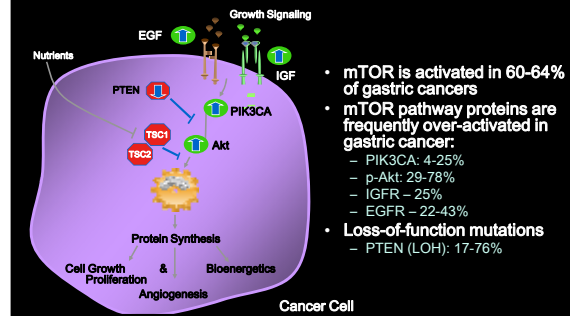 Growth Signaling
EGF
IGF
Nutrients
PTEN
PIK3CA
TSC1
TSC2
Akt
Protein Synthesis
Cell Growth & Bioenergetics
Proliferation
Angiogenesis
Cancer Cell
• mTOR is activated in 60-64%
of gastric cancers
• mTOR pathway proteins are
frequently over-activated in
gastric cancer:
– PIK3CA: 4-25%
– p-Akt: 29-78%
– IGFR – 25%
– EGFR – 22-43%
• Loss-of-function mutations
– PTEN (LOH): 17-76%